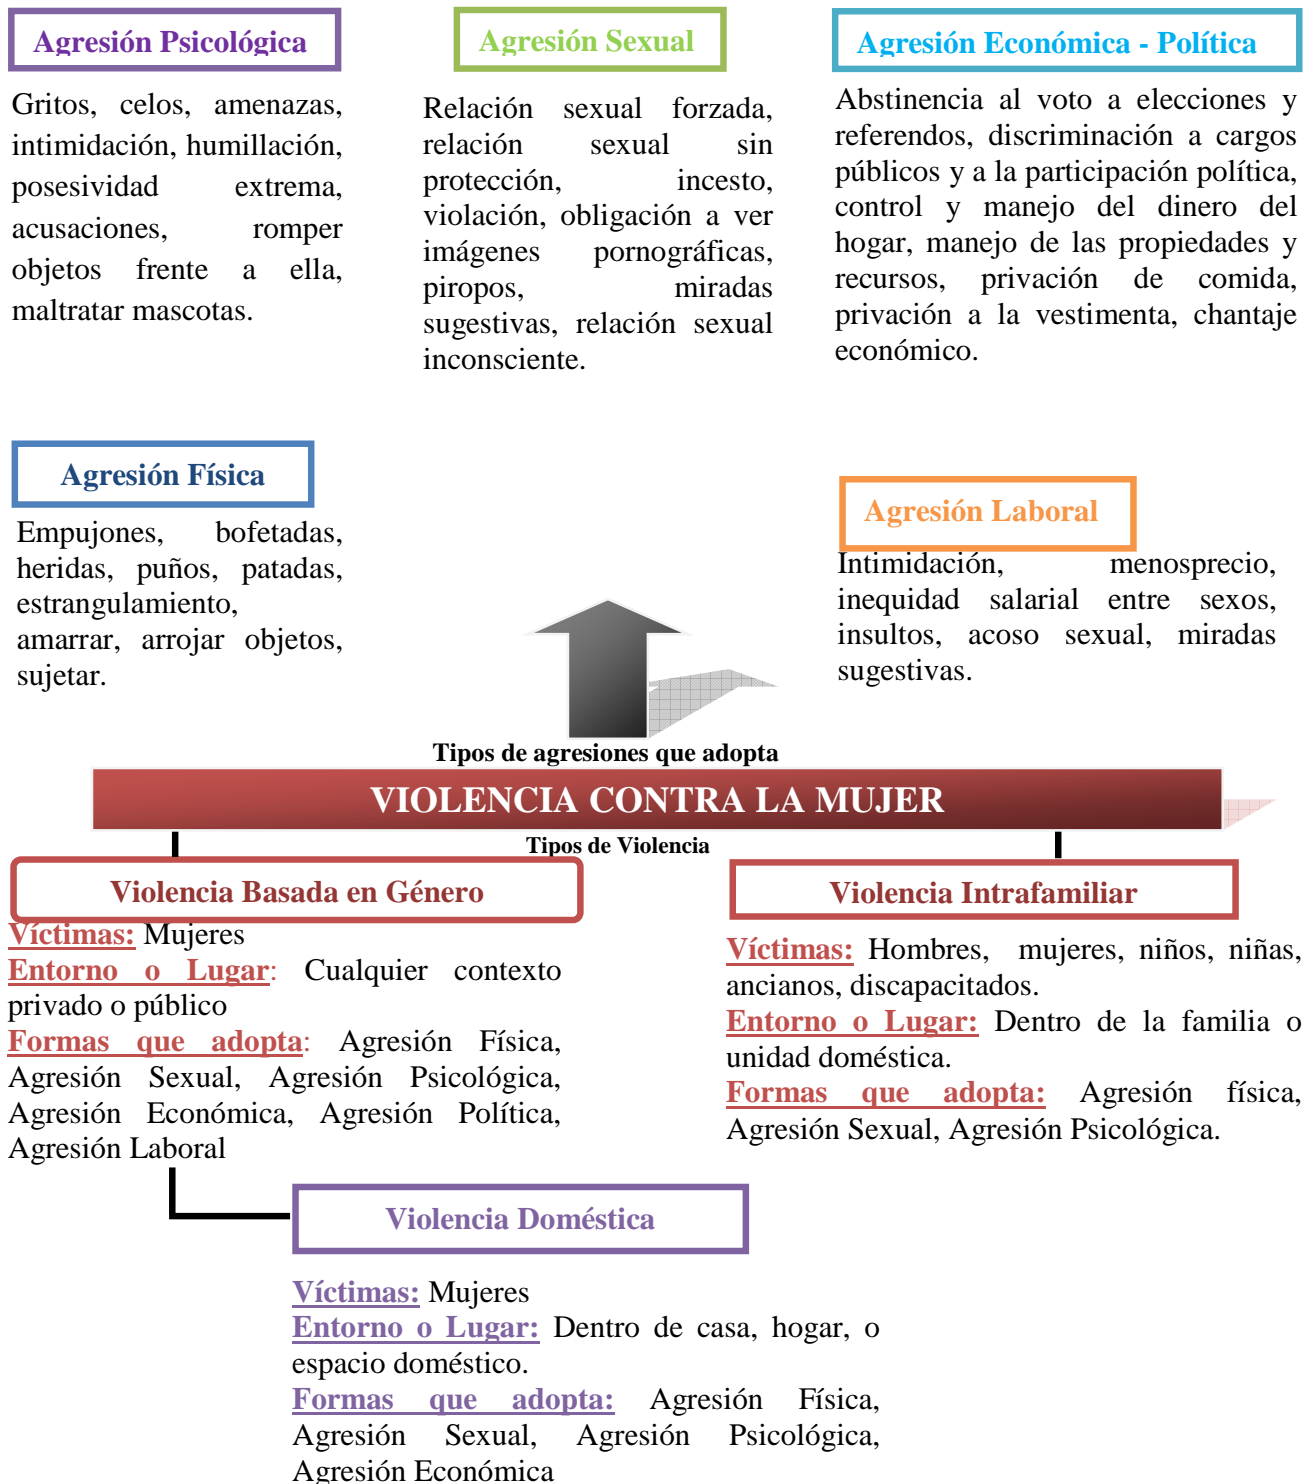 Agresión Psicológica
Gritos, celos, amenazas,
intimidación, humillación,
posesividad extrema,
acusaciones, romper
objetos frente a ella,
maltratar mascotas.
Agresión Sexual
Relación sexual forzada,
relación sexual sin
protección, incesto,
violación, obligación a ver
imágenes pornográficas,
piropos, miradas
sugestivas, relación sexual
inconsciente.
Agresión Económica - Política
Abstinencia al voto a elecciones y
referendos, discriminación a cargos
públicos y a la participación política,
control y manejo del dinero del
hogar, manejo de las propiedades y
recursos, privación de comida,
privación a la vestimenta, chantaje
económico.
Agresión Física
Empujones, bofetadas,
heridas, puños, patadas,
estrangulamiento,
amarrar, arrojar objetos,
sujetar.
Agresión Laboral
Intimidación, menosprecio,
inequidad salarial entre sexos,
insultos, acoso sexual, miradas
sugestivas.
Tipos de agresiones que adopta
VIOLENCIA CONTRA LA MUJER
Tipos de Violencia
Violencia Basada en Género
Víctimas: Mujeres
Entorno o Lugar: Cualquier contexto
privado o público
Formas que adopta: Agresión Física,
Agresión Sexual, Agresión Psicológica,
Agresión Económica, Agresión Política,
Agresión Laboral
Violencia Intrafamiliar
Víctimas: Hombres, mujeres, niños, niñas,
ancianos, discapacitados.
Entorno o Lugar: Dentro de la familia o
unidad doméstica.
Formas que adopta: Agresión física,
Agresión Sexual, Agresión Psicológica.
Violencia Doméstica
Víctimas: Mujeres
Entorno o Lugar: Dentro de casa, hogar, o
espacio doméstico.
Formas que adopta: Agresión Física,
Agresión Sexual, Agresión Psicológica,
Agresión Económica